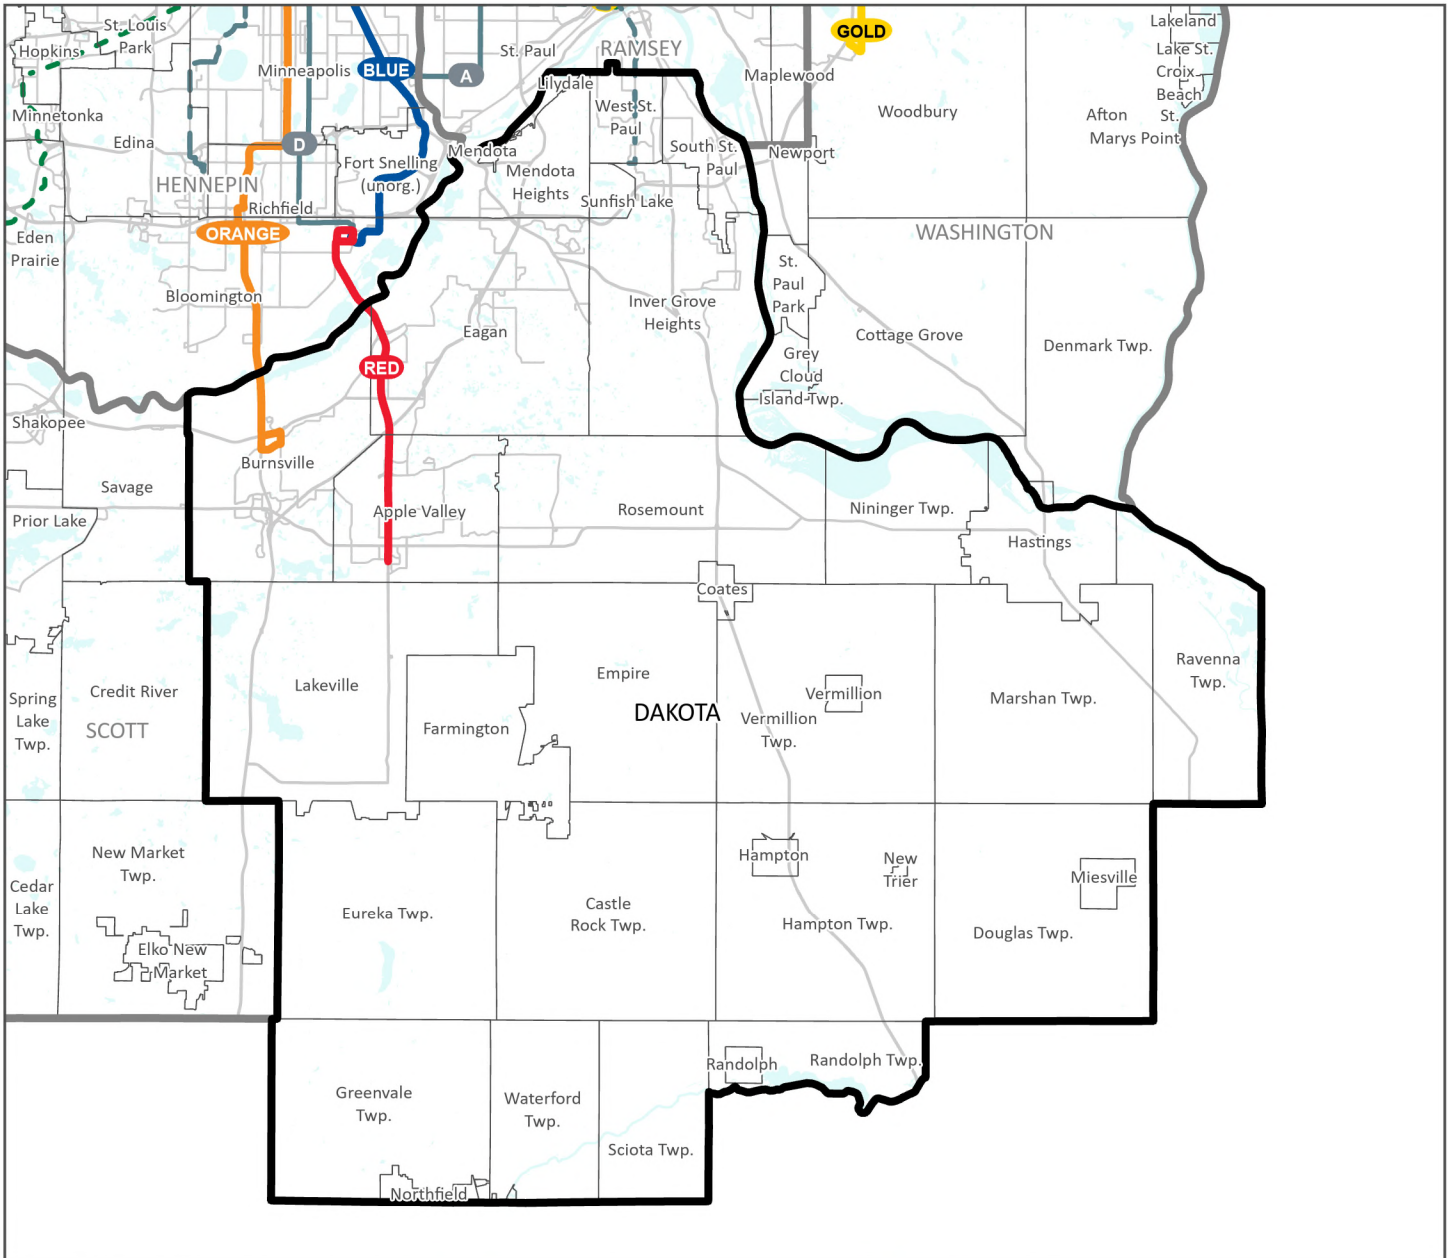 St. Louis
Park
Hopkins
Minnetonka
Minneapolis
BLUE
A
St. Paul
RAMSEY
GOLD
Lakeland
Lake St.
Croix
Beach
Maplewood
Woodbury
Afton
St.
Marys Point
Lilydale
West St.
Paul
Edina
D
Fort Snelling
(unorg.)
Mendota
Mendota
Heights
South St.
Paul
Newport
HENNEPIN
Richfield
Sunfish Lake
Eden
Prairie
ORANGE
WASHINGTON
St.
Paul
Park
Bloomington
Eagan
Inver Grove
Heights
Cottage Grove
Denmark Twp.
RED
Grey
Cloud
Island Twp.
Shakopee
Burnsville
Savage
Prior Lake
Apple Valley
Rosemount
Nininger Twp.
Hastings
Coates
Spring
Lake
Twp.
Credit River
SCOTT
Lakeville
Farmington
Empire
DAKOTA
Vermillion
Vermillion
Twp.
Marshan Twp.
Ravenna
Twp.
New Market
Twp.
Cedar
Lake
Twp.
Elko New
Market
Eureka Twp.
Castle
Rock Twp.
Hampton
New
Trier
Hampton Twp.
Miesville
Douglas Twp.
Greenvale
Twp.
Waterford
Twp.
Sciota Twp.
Randolph
Randolph Twp.
Northfield